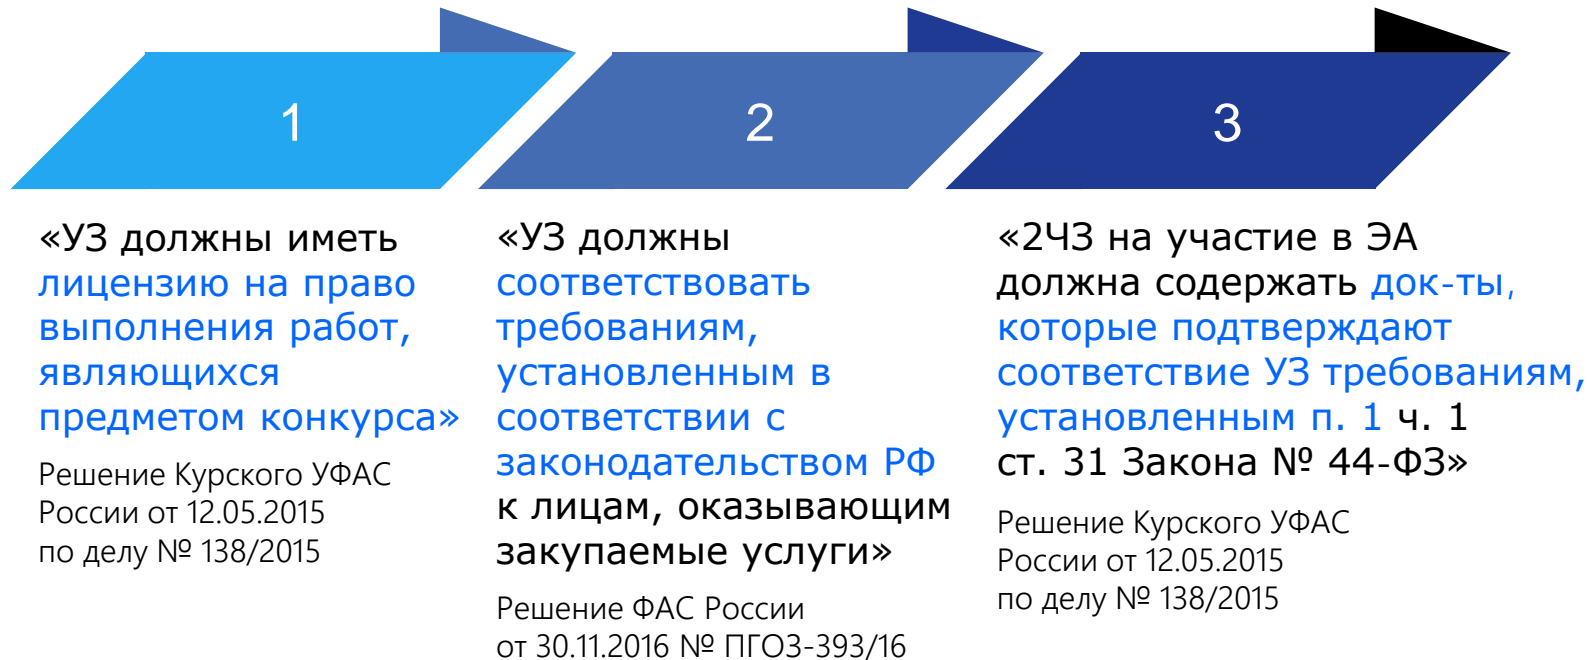 1
«УЗ должны иметь
лицензию на право
выполнения работ,
являющихся
предметом конкурса»
Решение Курского УФАС
России от 12.05.2015
по делу № 138/2015
2
«УЗ должны
соответствовать
требованиям,
установленным в
соответствии с
законодательством РФ
к лицам, оказывающим
закупаемые услуги»
Решение ФАС России
от 30.11.2016 № ПГОЗ-393/16
3
«2ЧЗ на участие в ЭА
должна содержать док-ты,
которые подтверждают
соответствие УЗ требованиям,
установленным п. 1 ч. 1
ст. 31 Закона № 44-ФЗ»
Решение Курского УФАС
России от 12.05.2015
по делу № 138/2015